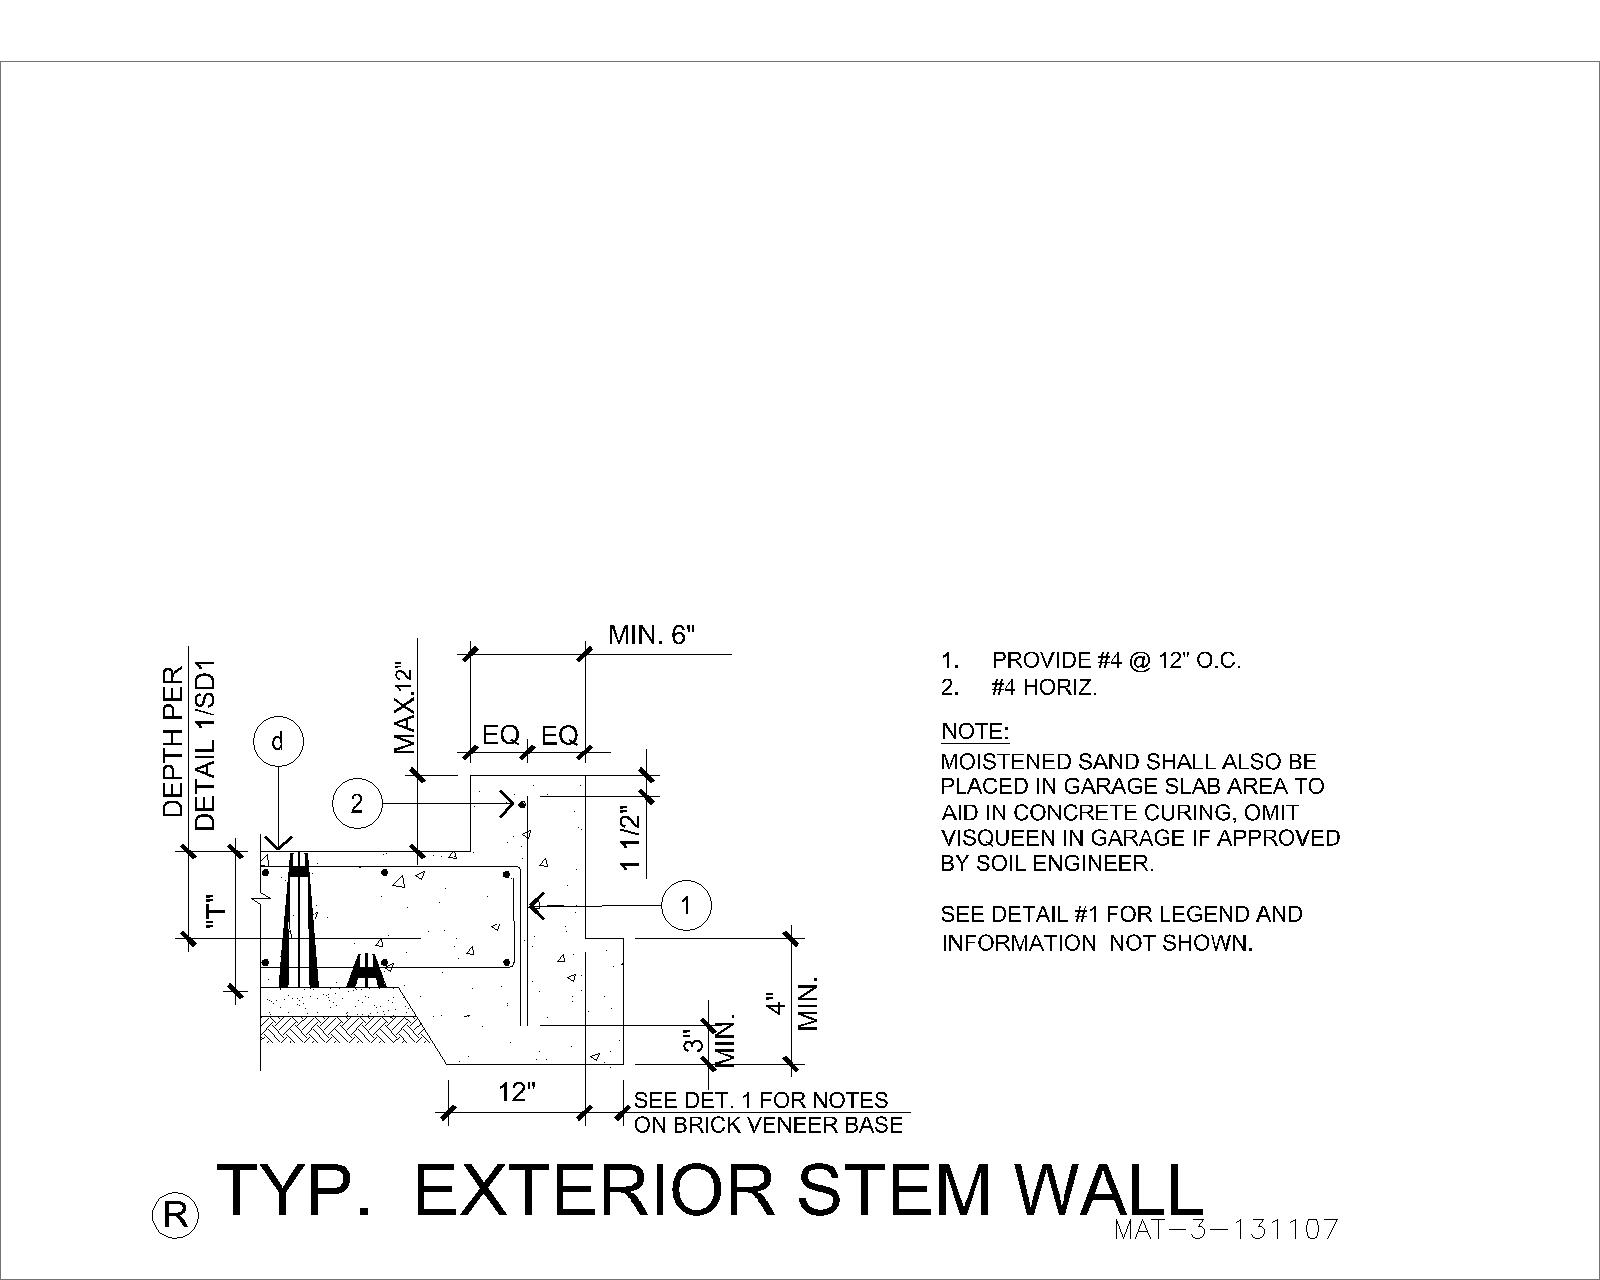 MIN. 6"
DEPTH PER
DETAIL 1/SD1
d
MAX.12"
EQ EQ
2
1 1/2"
"T"
1
4"
MIN.
3"
MIN.
12"
SEE DET. 1 FOR NOTES
ON BRICK VENEER BASE
1. PROVIDE #4 @ 12" O.C.
2. #4 HORIZ.
NOTE:
MOISTENED SAND SHALL ALSO BE
PLACED IN GARAGE SLAB AREA TO
AID IN CONCRETE CURING, OMIT
VISQUEEN IN GARAGE IF APPROVED
BY SOIL ENGINEER.
SEE DETAIL #1 FOR LEGEND AND
INFORMATION NOT SHOWN.
R TYP. EXTERIOR STEM WALL
MAT-3-131107